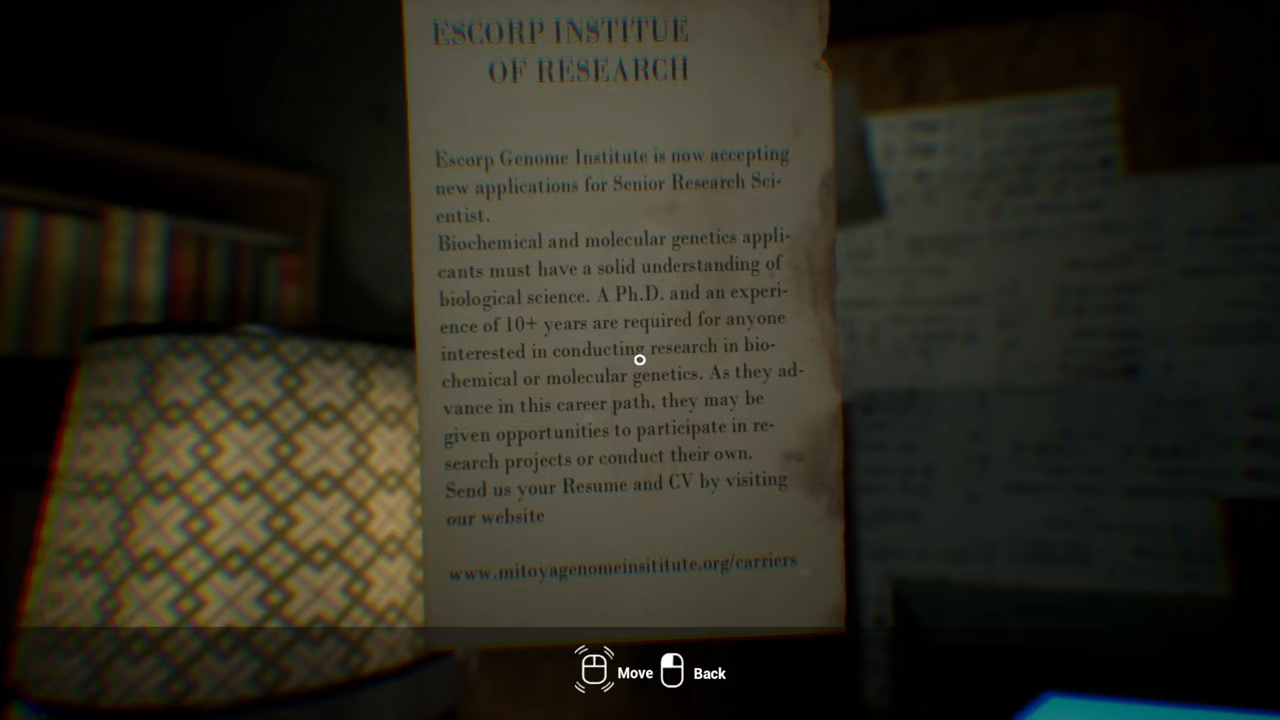 ESCORP INSTITUE
OF RESEARCH
Escorp Genome Institute is now accepting
new applications for Senior Research Sci-
entist.
Biochemical and molecular genetics appli-
cants must have a solid understanding of
biological science. A Ph.D. and an experi-
ence of 10+ years are required for anyone
interested in conducting research in bio-
chemical or molecular genetics. As they ad-
vance in this career path, they may be
given opportunities to participate in re-
search projects or conduct their own.
Send us your Resume and CV by visiting
our website
www.mitoyagenomeinsititute.org/carriers
Move Back